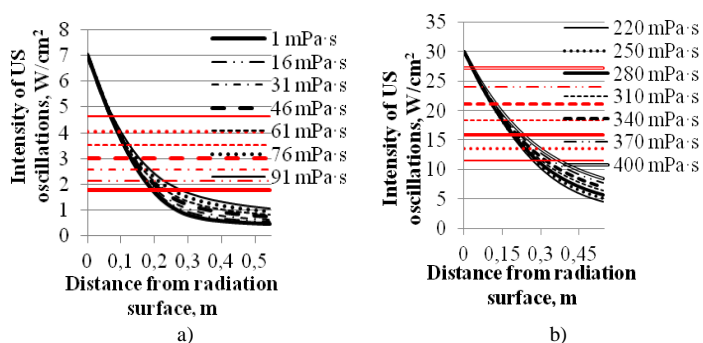 Intensity of US
oscillations, W/cm²
8
7
6
5
4
3
2
1
0
0 0,1 0,2 0,3 0,4 0,5
1 mPa·s
16 mPa·s
31 mPa·s
46 mPa·s
61 mPa·s
76 mPa·s
91 mPa·s
Distance from radiation
surface, m
a)
Intensity of US
oscillations, W/cm²
35
30
25
20
15
10
5
0
0 0,15 0,3 0,45
220 mPa·s
250 mPa·s
280 mPa·s
310 mPa·s
340 mPa·s
370 mPa·s
400 mPa·s
Distance from radiation
surface, m
b)